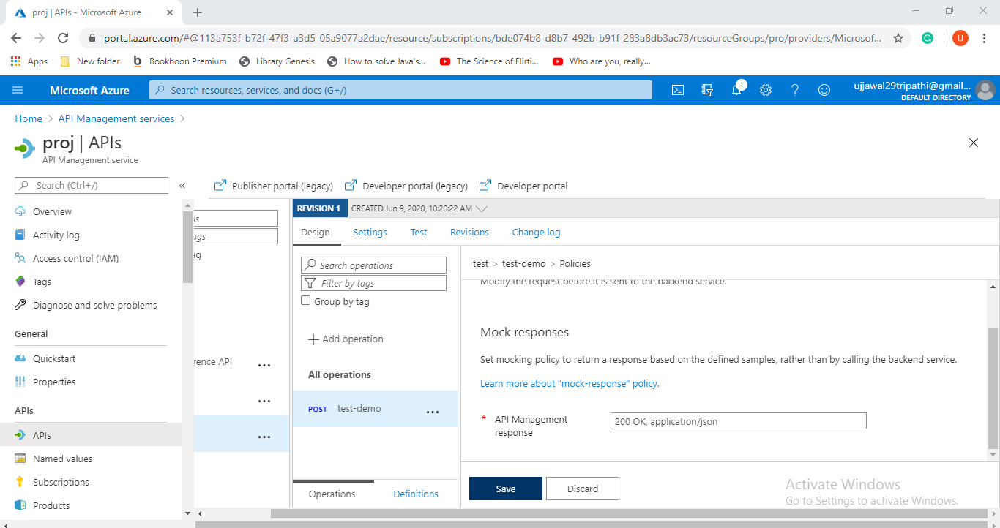 proj | APIs - Microsoft Azure
portal.azure.com/#@113a753f-b72f-47f3-a3d5-05a9077a2dae/resource/subscriptions/bde074b8-d8b7-492b-b91f-283a8db3ac73/resourceGroups/pro/providers/Microsof...
U
Apps New folder Bookboon Premium Library Genesis How to solve Java's... The Science of Flirti... Who are you, really...
Microsoft Azure
Search resources, services, and docs (G+/)
1
ujjawal29tripathi@gmail...
DEFAULT DIRECTORY
Home > API Management services >
proj | APIs
API Management service
Search (Ctrl+/)
Publisher portal (legacy) Developer portal (legacy) Developer portal
Overview
Activity log
Access control (IAM)
Tags
Diagnose and solve problems
General
Quickstart
Properties
APIs
APIs
Named values
Subscriptions
Products
Is
ags
ag
rence API
REVISION 1 CREATED Jun 9, 2020, 10:20:22 AM
Design Settings Test Revisions Change log
Search operations
Filter by tags
Group by tag
Add operation
All operations
POST test-demo
Operations Definitions
test > test-demo > Policies
Modify the request before it is sent to the backend service.
Mock responses
Set mocking policy to return a response based on the defined samples, rather than by calling the backend service.
Learn more about "mock-response" policy.
* API Management
response
200 OK, application/json
Save Discard
Activate Windows
Go to Settings to activate Windows.